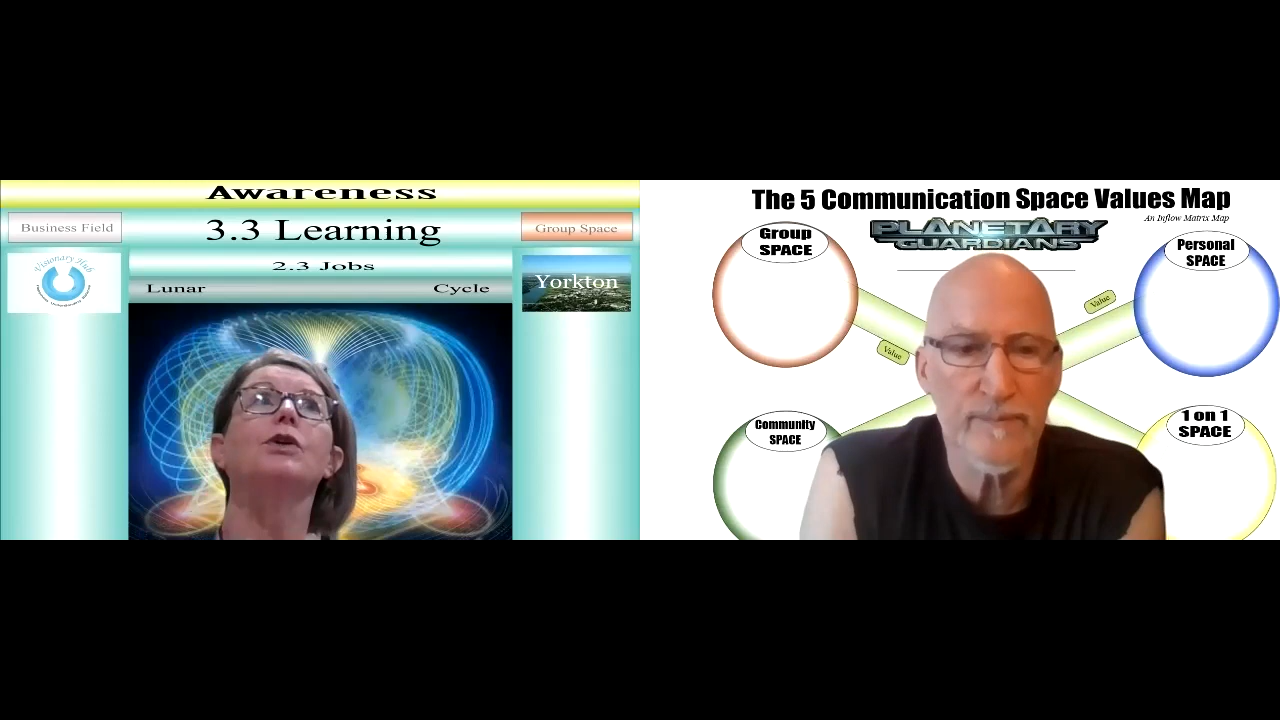 Awareness
Business Field
3.3 Learning
Group Space
2.3 Jobs
Visionary Hub
Yorkton
Lunar
Cycle
The 5 Communication Space Values Map
An Inflow Matrix Map
PLANETARY
GUARDIANS
Group
SPACE
Personal
SPACE
Value
Value
Community
SPACE
1 on 1
SPACE